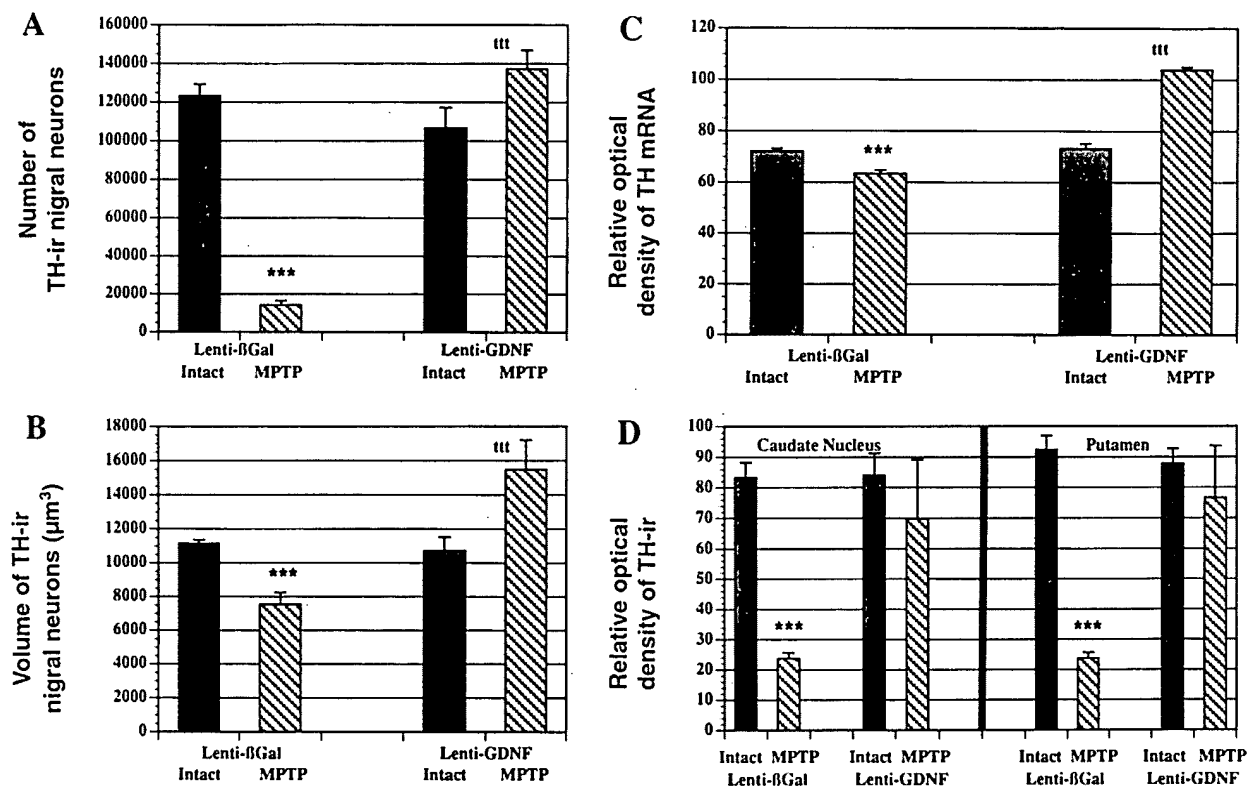 A
Number of
TH-ir nigral neurons
160000
140000
120000
100000
80000
60000
40000
20000
0
***
ttt
Lenti-ßGal
Lenti-GDNF
Intact
MPTP
Intact
MPTP
B
Volume of TH-ir
nigral neurons (µm³)
18000
16000
14000
12000
10000
8000
6000
4000
2000
0
***
ttt
Lenti-ßGal
Lenti-GDNF
Intact
MPTP
Intact
MPTP
C
Relative optical
density of TH mRNA
120
100
80
60
40
20
0
***
ttt
Lenti-ßGal
Lenti-GDNF
Intact
MPTP
Intact
MPTP
D
Relative optical
density of TH-ir
100
90
80
70
60
50
40
30
20
10
0
Caudate Nucleus
Putamen
***
***
Intact MPTP
Intact MPTP
Intact MPTP
Intact MPTP
Lenti-ßGal
Lenti-GDNF
Lenti-ßGal
Lenti-GDNF